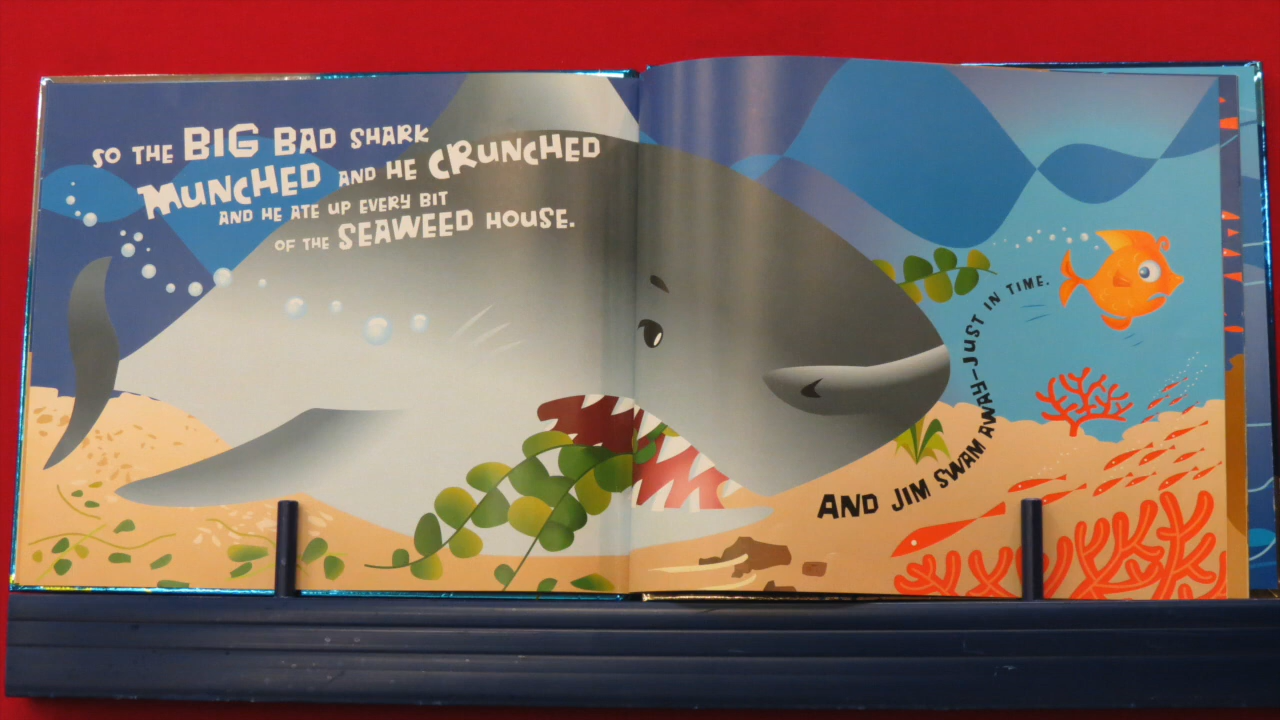 SO THE BIG BAD SHARK
MUNCHED AND HE CRUNCHED
AND HE ATE UP EVERY BIT
OF THE SEAWEED HOUSE.
AND JIM SWAM AWAY-JUST IN TIME.